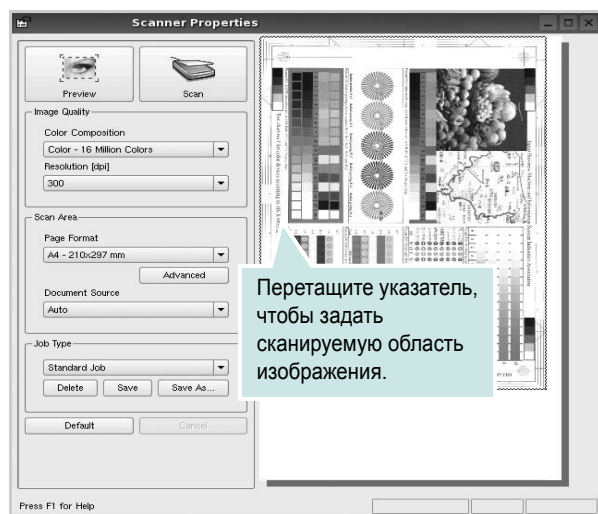 Scanner Properties
Preview
Scan
Image Quality
Color Composition
Color - 16 Million Colors
Resolution [dpi]
300
Scan Area
Page Format
A4 - 210x297 mm
Advanced
Document Source
Auto
Job Type
Standard Job
Delete
Save
Save As...
Default
Cancel
Перетащите указатель,
чтобы задать
сканируемую область
изображения.
Press F1 for Help